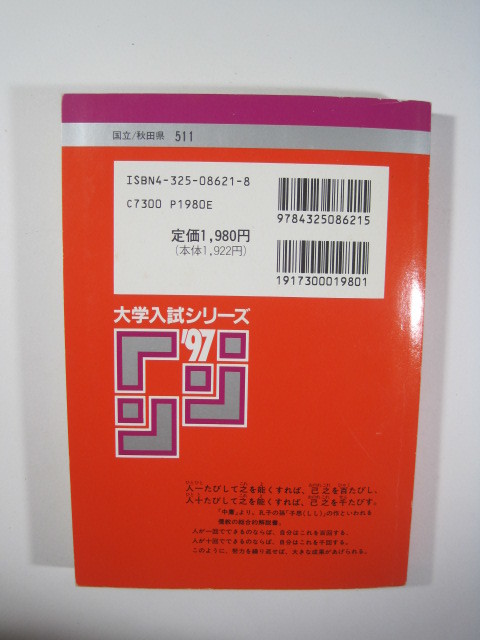 国立/秋田県 511
ISBN4-325-08621-8
C7300 P1980E
定価1,980円
(本体1,922円)
9784325086215
1917300019801
大学入試シリーズ
'97
人一たびして之を能くすれば、己之を百たびし、
人十たびして之を能くすれば、己之を千たびす。
「中庸」より。孔子の孫「子思(しし)」の作といわれる
儒教の総合的解説書。
人が一回でできるものならば、自分はこれを百回する。
人が十回でできるものならば、自分はこれを千回する。
このように、努力を繰り返せば、大きな成果があげられる。